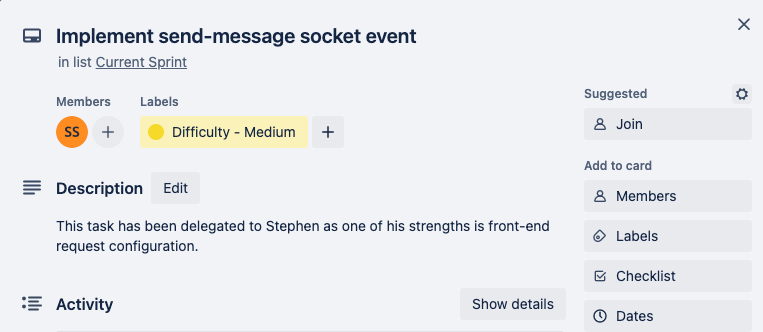 Implement send-message socket event
in list Current Sprint
Members
SS
Labels
Difficulty - Medium
Description
Edit
This task has been delegated to Stephen as one of his strengths is front-end
request configuration.
Activity
Show details
Suggested
Join
Add to card
Members
Labels
Checklist
Dates